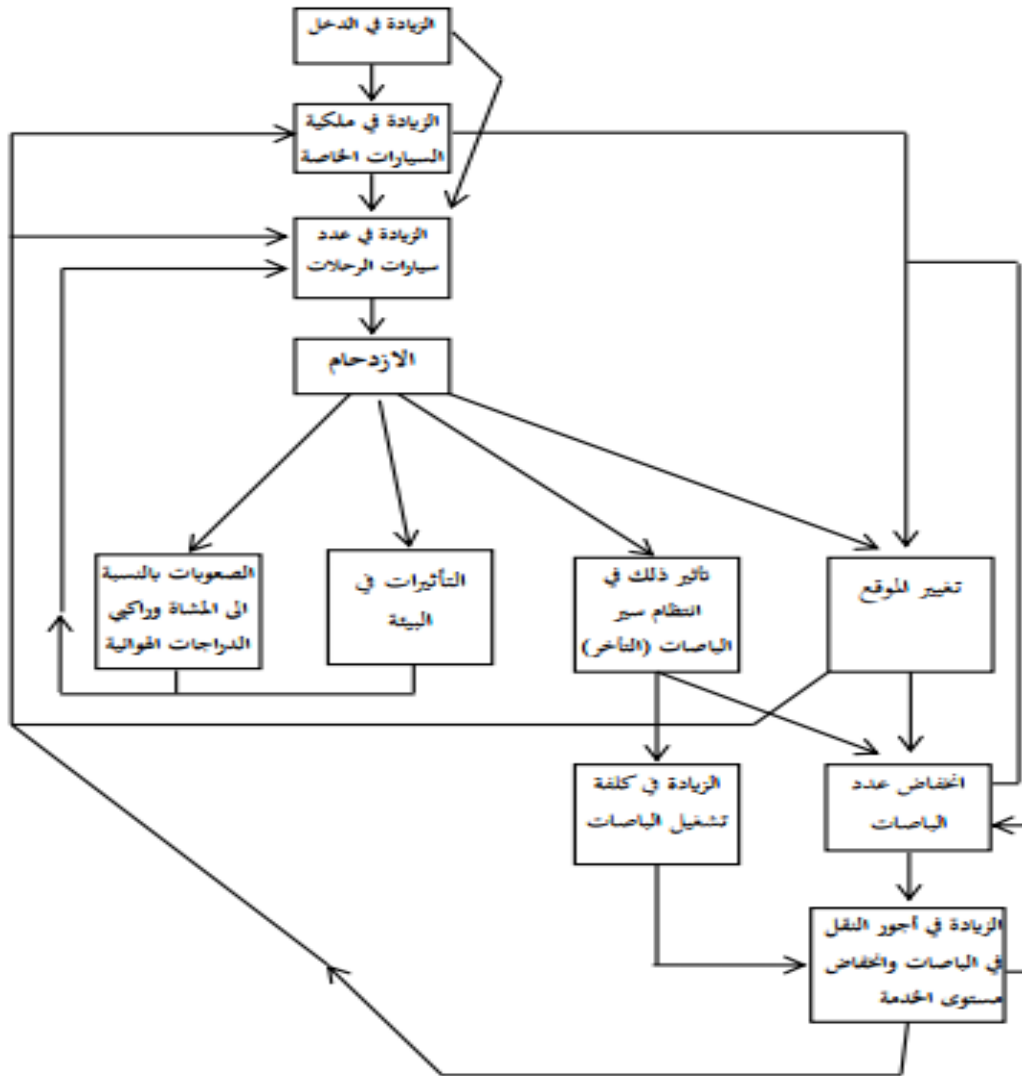 الزيادة في الدخل
الزيادة في ملكية
السيارات الخاصة
الزيادة في عدد
سيارات الرحلات
الازدحام
تغيير الموقع
تأثير ذلك في
انتظام سير
الباصات (التأخر)
التأثيرات في
البيئة
الصعوبات بالنسبة
الى المشاة وراكبي
الدراجات الهوائية
انخفاض عدد
الباصات
الزيادة في كلفة
تشغيل الباصات
الزيادة في أجور النقل
في الباصات وانخفاض
مستوى الخدمة